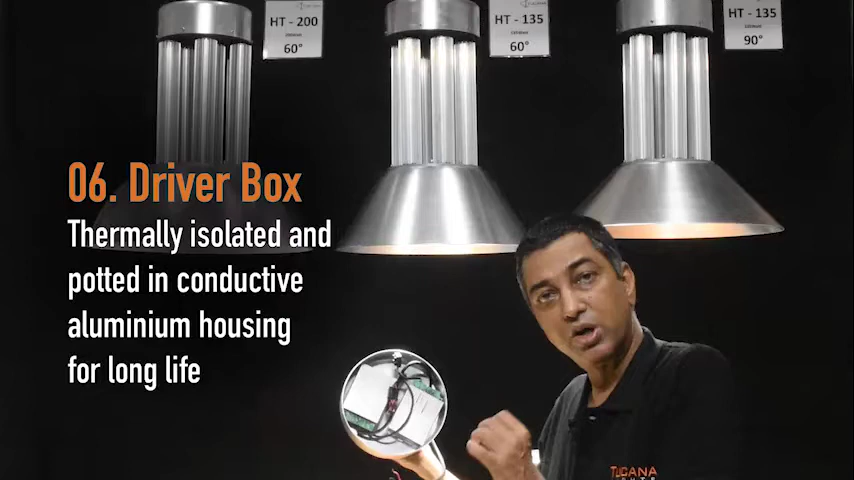 HT - 200
60°
HT - 135
60°
HT - 135
90°
06. Driver Box
Thermally isolated and
potted in conductive
aluminium housing
for long life
TUCANA